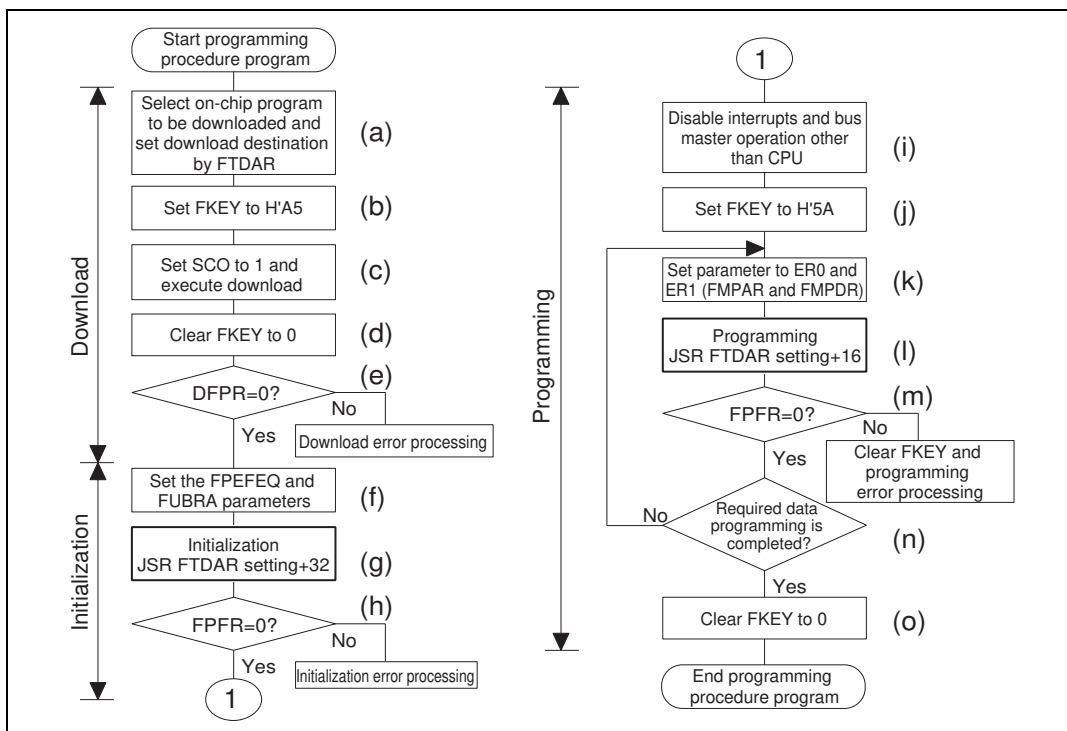 Start programming
procedure program
Download
Select on-chip program
to be downloaded and
set download destination
by FTDAR
(a)
Set FKEY to H'A5
(b)
Set SCO to 1 and
execute download
(c)
Clear FKEY to 0
(d)
DFPR=0?
(e)
No
Yes
Download error processing
Initialization
Set the FPEFEQ and
FUBRA parameters
(f)
Initialization
JSR FTDAR setting+32
(g)
FPFR=0?
(h)
No
Yes
Initialization error processing
1
1
Programming
Disable interrupts and bus
master operation other
than CPU
(i)
Set FKEY to H'5A
(j)
Set parameter to ER0 and
ER1 (FMPAR and FMPDR)
(k)
Programming
JSR FTDAR setting+16
(l)
FPFR=0?
(m)
No
Yes
Clear FKEY and
programming
error processing
Required data
programming is
completed?
(n)
No
Yes
Clear FKEY to 0
(o)
End programming
procedure program